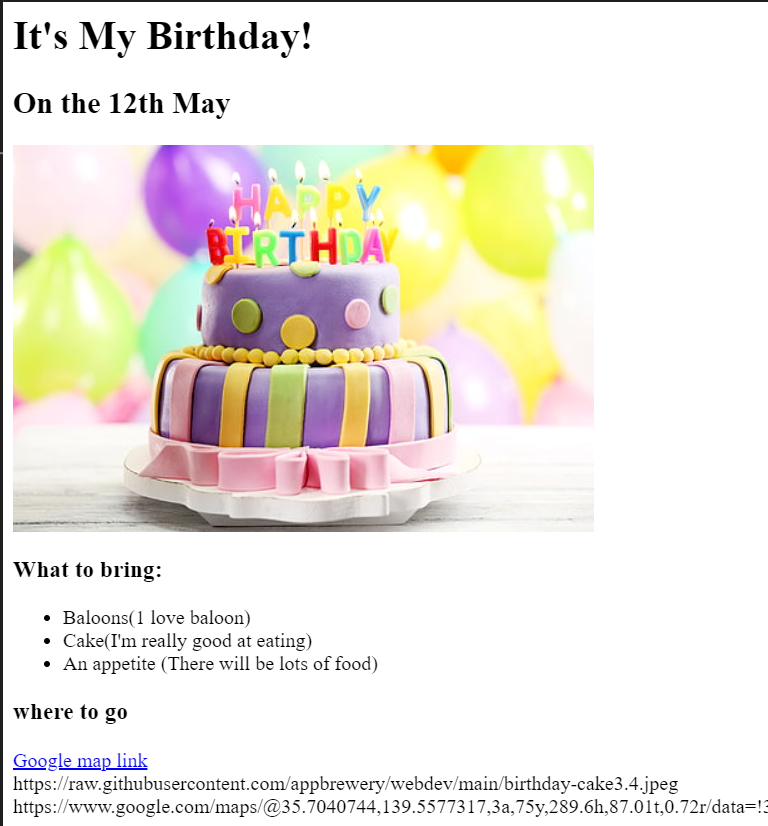 It's My Birthday!
On the 12th May
HAPPY
BIRTHDAY
What to bring:
Baloons(1 love baloon)
Cake(I'm really good at eating)
An appetite (There will be lots of food)
where to go
Google map link
https://raw.githubusercontent.com/appbrewery/webdev/main/birthday-cake3.4.jpeg
https://www.google.com/maps/@35.7040744,139.5577317,3a,75y,289.6h,87.01t,0.72r/data=!3